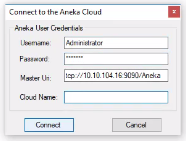 Connect to the Aneka Cloud
x
Aneka User Credentials
Username: Administrator
Password: *******
Master Uri: tcp://10.10.104.16:9090/Aneka
Cloud Name:
Connect Cancel